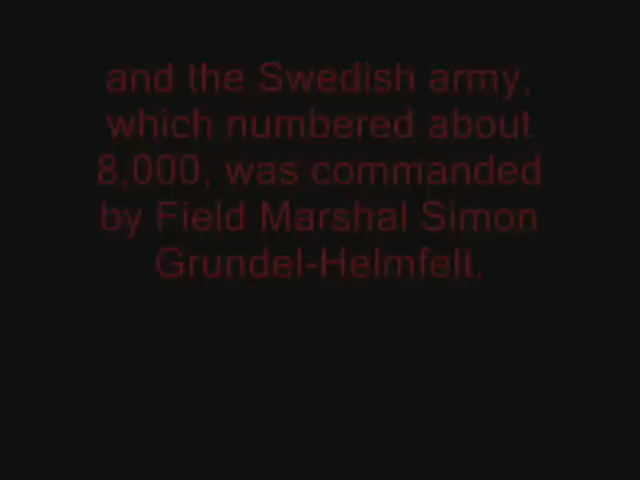 and the Swedish army,
which numbered about
8,000, was commanded
by Field Marshal Simon
Grundel-Helmfelt.